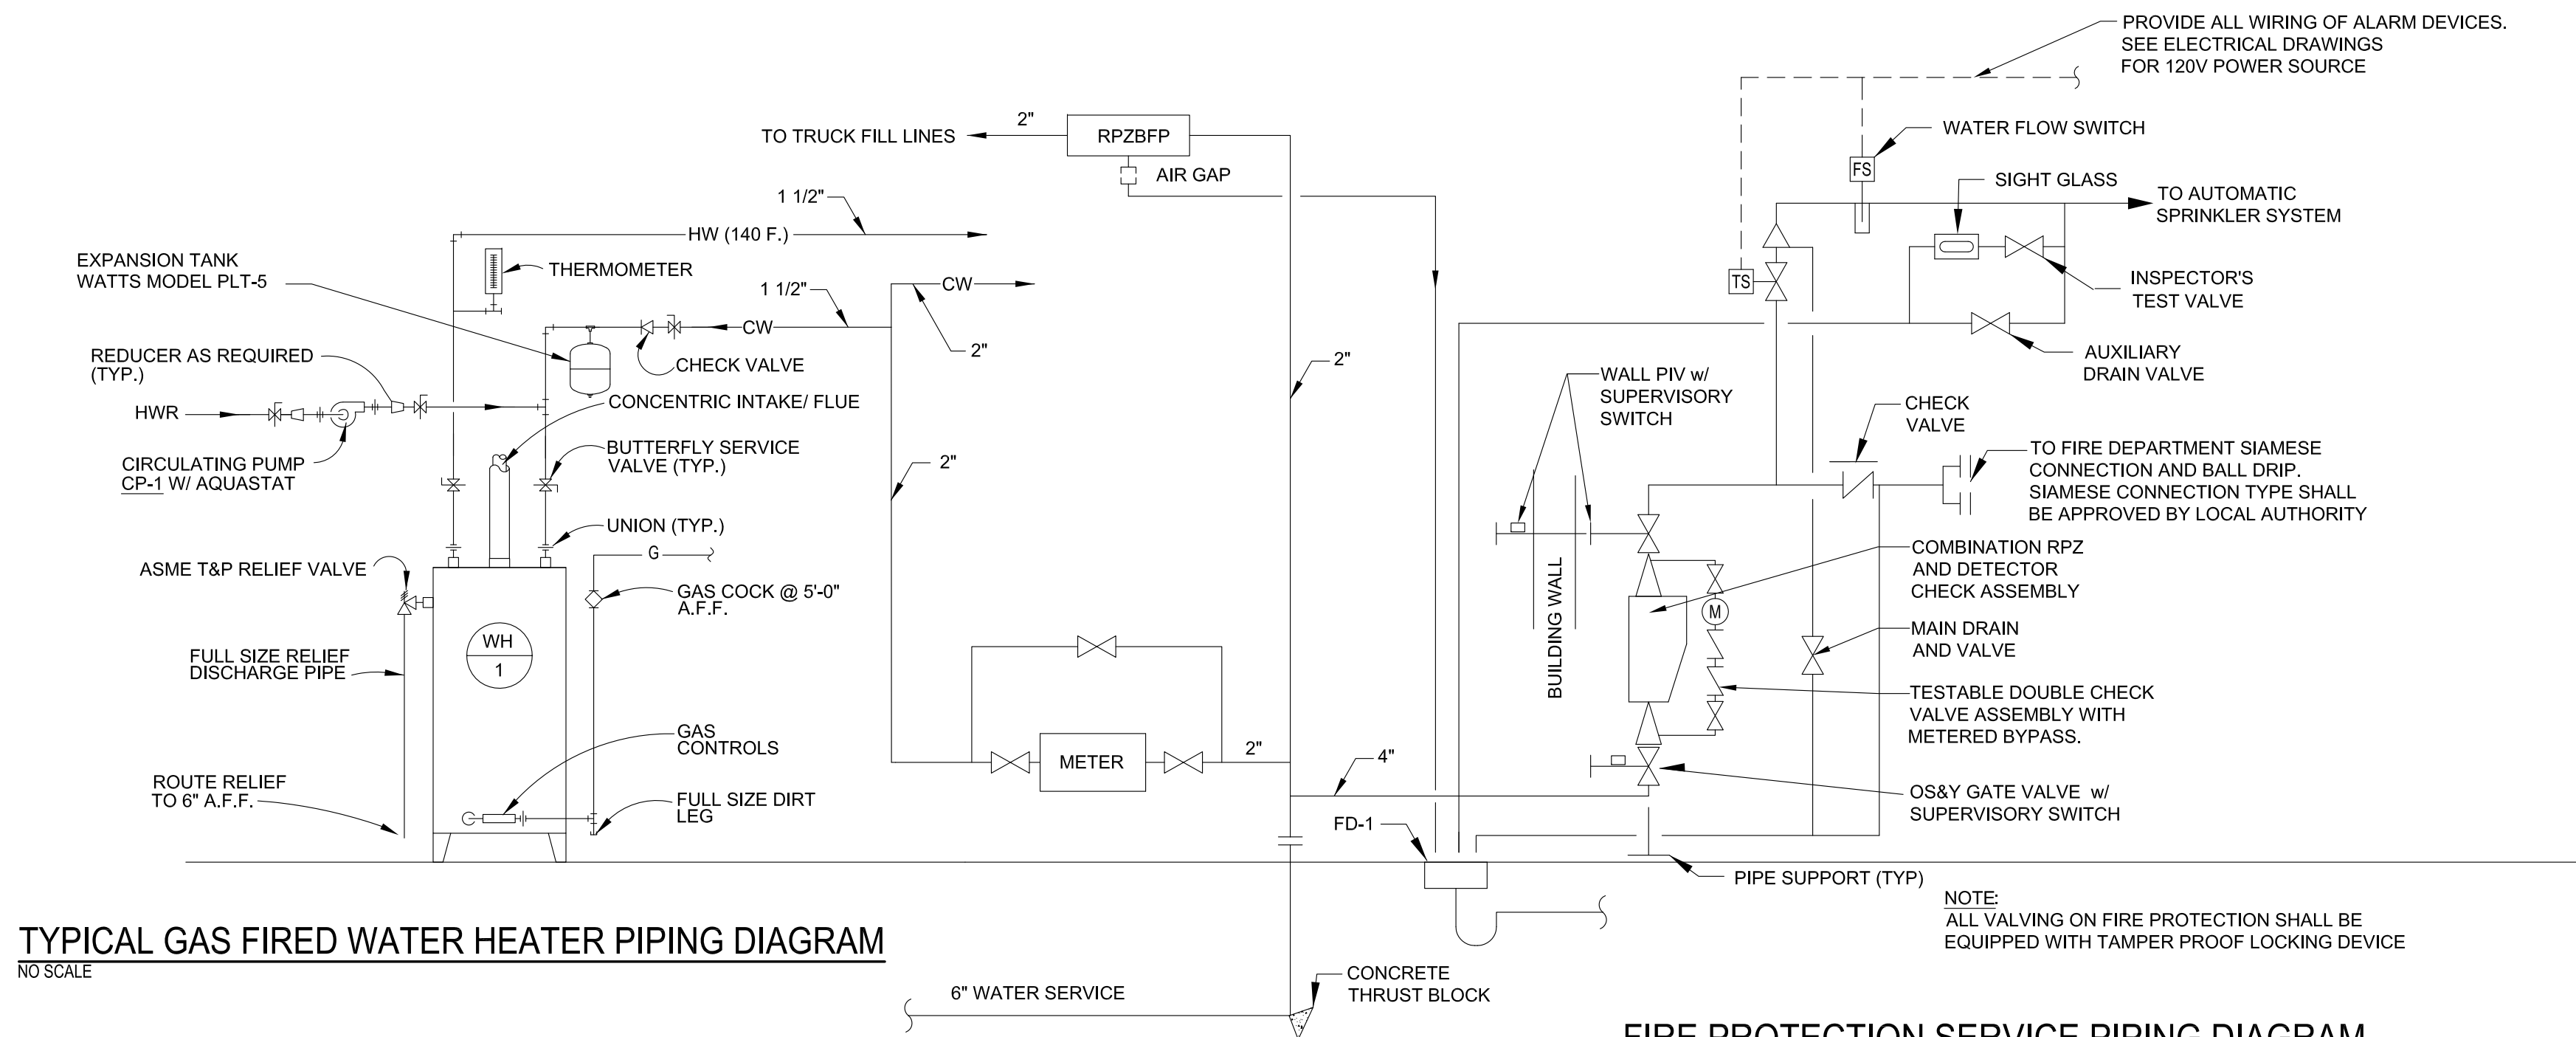 PROVIDE ALL WIRING OF ALARM DEVICES.
SEE ELECTRICAL DRAWINGS
FOR 120V POWER SOURCE
TO TRUCK FILL LINES
2"
RPZBFP
AIR GAP
WATER FLOW SWITCH
FS
SIGHT GLASS
TO AUTOMATIC
SPRINKLER SYSTEM
1 1/2"
HW (140 F.)
EXPANSION TANK
WATTS MODEL PLT-5
THERMOMETER
1 1/2"
CW
CW
2"
CHECK VALVE
TS
INSPECTOR'S
TEST VALVE
AUXILIARY
DRAIN VALVE
REDUCER AS REQUIRED
(TYP.)
HWR
CONCENTRIC INTAKE/ FLUE
2"
WALL PIV w/
SUPERVISORY
SWITCH
CHECK
VALVE
CIRCULATING PUMP
CP-1 W/ AQUASTAT
BUTTERFLY SERVICE
VALVE (TYP.)
2"
TO FIRE DEPARTMENT SIAMESE
CONNECTION AND BALL DRIP.
SIAMESE CONNECTION TYPE SHALL
BE APPROVED BY LOCAL AUTHORITY
UNION (TYP.)
G
ASME T&P RELIEF VALVE
GAS COCK @ 5'-0"
A.F.F.
BUILDING WALL
COMBINATION RPZ
AND DETECTOR
CHECK ASSEMBLY
M
WH
1
MAIN DRAIN
AND VALVE
FULL SIZE RELIEF
DISCHARGE PIPE
TESTABLE DOUBLE CHECK
VALVE ASSEMBLY WITH
METERED BYPASS.
GAS
CONTROLS
METER
2"
4"
ROUTE RELIEF
TO 6" A.F.F.
FULL SIZE DIRT
LEG
OS&Y GATE VALVE w/
SUPERVISORY SWITCH
FD-1
PIPE SUPPORT (TYP)
NOTE:
ALL VALVING ON FIRE PROTECTION SHALL BE
EQUIPPED WITH TAMPER PROOF LOCKING DEVICE
TYPICAL GAS FIRED WATER HEATER PIPING DIAGRAM
NO SCALE
6" WATER SERVICE
CONCRETE
THRUST BLOCK
FIRE PROTECTION SERVICE PIPING DIAGRAM